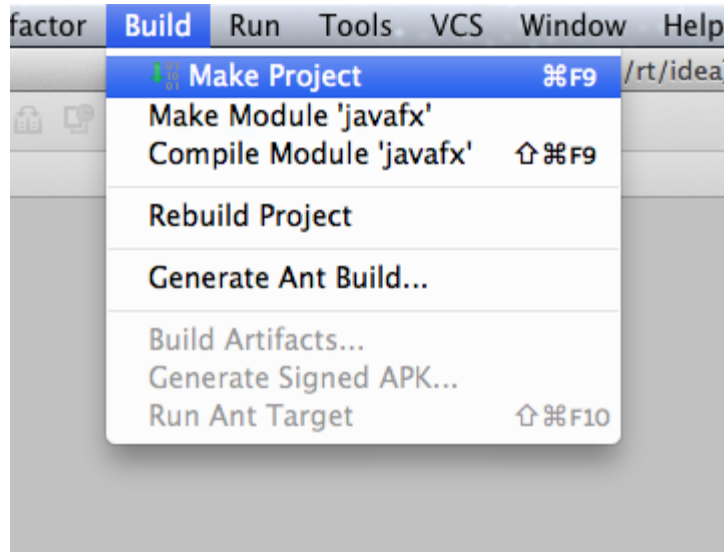 factor Build Run Tools VCS Window Help
Make Project ⌘F9 /rt/idea]
Make Module 'javafx'
Compile Module 'javafx' ⇧⌘F9
Rebuild Project
Generate Ant Build...
Build Artifacts...
Generate Signed APK...
Run Ant Target ⇧⌘F10